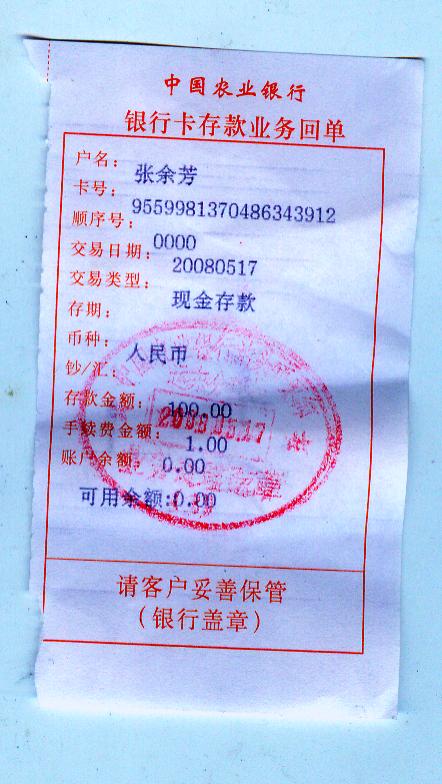 中国农业银行
银行卡存款业务回单
户名： 张余芳
卡号： 9559981370486343912
顺序号： 0000
交易日期： 20080517
交易类型： 现金存款
存期：
币种： 人民币
钞/汇：
存款金额： 100.00
手续费金额： 1.00
账户余额： 0.00
可用余额:0.00
2008.05.17
请客户妥善保管
（银行盖章）